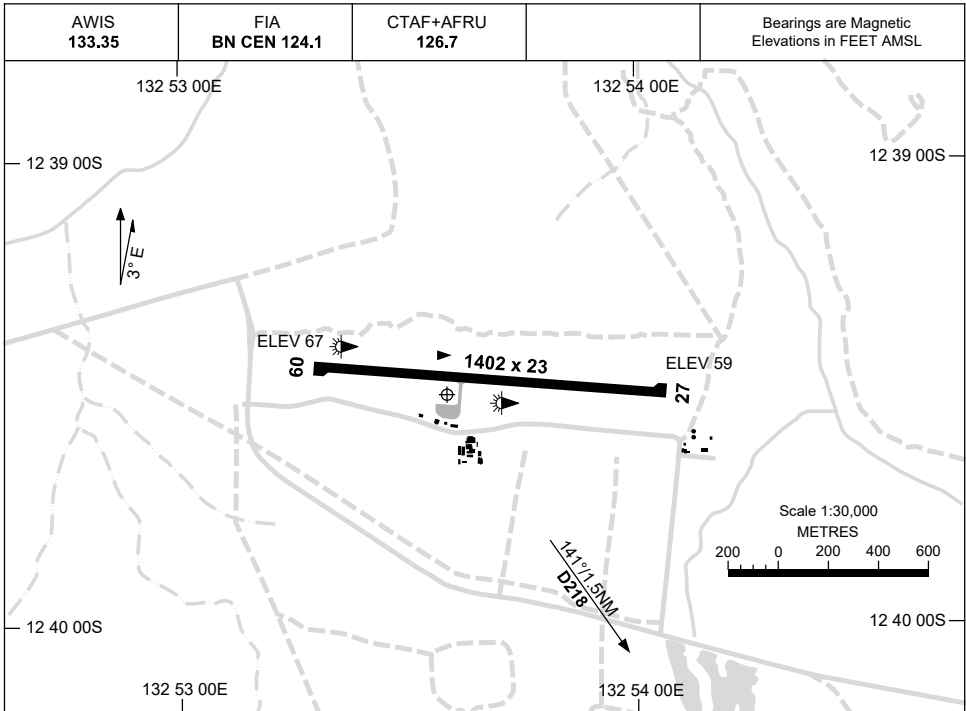 AWIS
133.35
FIA
BN CEN 124.1
CTAF+AFRU
126.7
Bearings are Magnetic
Elevations in FEET AMSL
132 53 00E
132 54 00E
12 39 00S
12 39 00S
3° E
ELEV 67
09
1402 x 23
ELEV 59
27
Scale 1:30,000
METRES
200 0 200 400 600
141°/1.5NM
D218
12 40 00S
12 40 00S
132 53 00E
132 54 00E